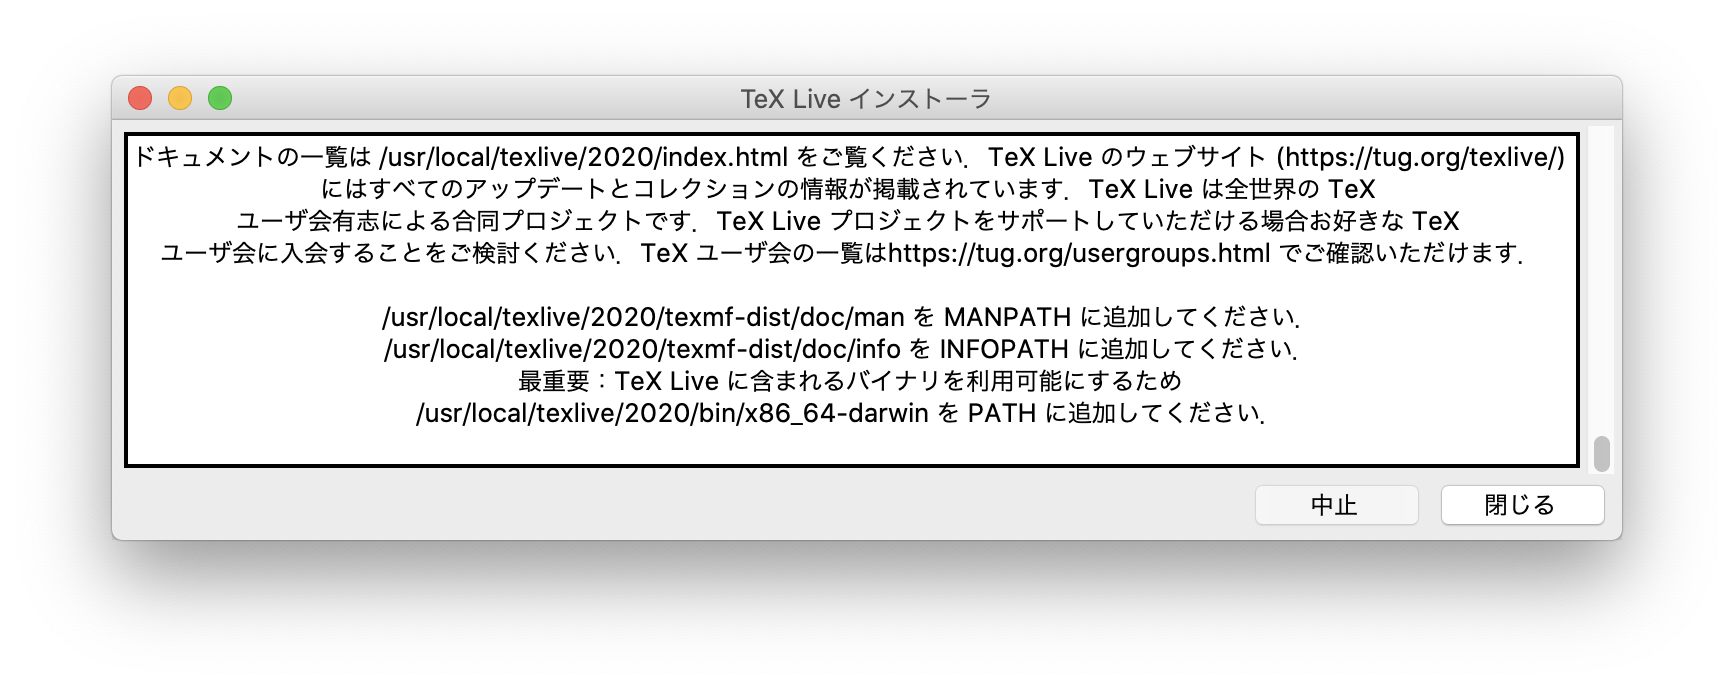 TeX Live インストーラ
ドキュメントの一覧は /usr/local/texlive/2020/index.html をご覧ください．TeX Live のウェブサイト (https://tug.org/texlive/)
にはすべてのアップデートとコレクションの情報が掲載されています．TeX Live は全世界の TeX
ユーザ会有志による合同プロジェクトです．TeX Live プロジェクトをサポートしていただける場合お好きな TeX
ユーザ会に入会することをご検討ください．TeX ユーザ会の一覧はhttps://tug.org/usergroups.html でご確認いただけます．
/usr/local/texlive/2020/texmf-dist/doc/man を MANPATH に追加してください．
/usr/local/texlive/2020/texmf-dist/doc/info を INFOPATH に追加してください．
最重要：TeX Live に含まれるバイナリを利用可能にするため
/usr/local/texlive/2020/bin/x86_64-darwin を PATH に追加してください．
中止
閉じる